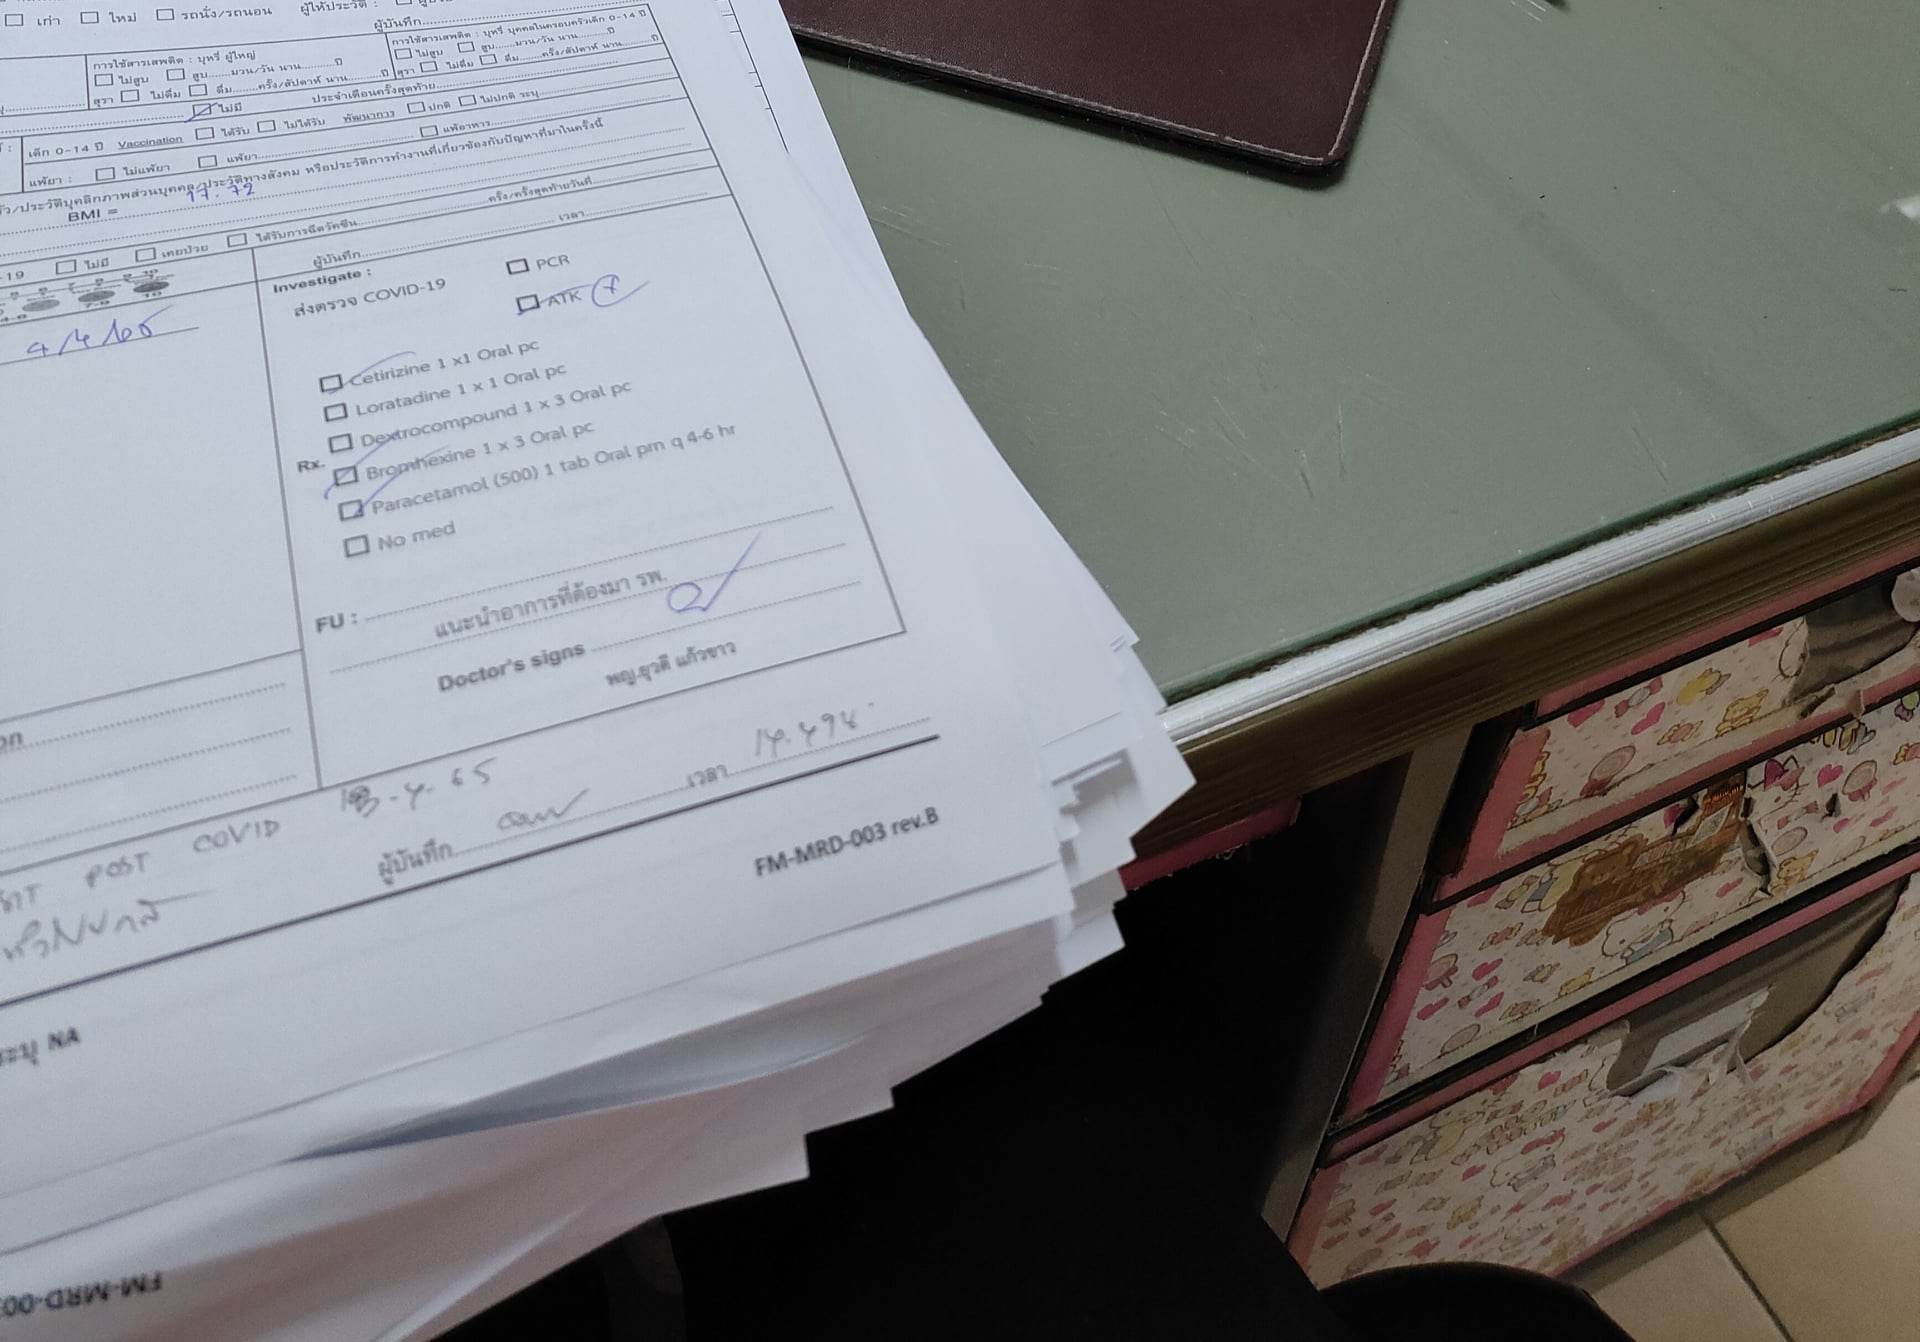 เก่า ใหม่ รถนั่ง/รถนอน ผู้ให้ประวัติ :
ผู้บันทึก
การใช้สารเสพติด : บุหรี่ ผู้ใหญ่
ไม่สูบ สูบ........มวน/วัน นาน..........ปี
สุรา ไม่ดื่ม ดื่ม........ครั้ง/สัปดาห์ นาน..........ปี
การใช้สารเสพติด : บุหรี่ บุคคลในครอบครัวเด็ก 0-14 ปี
ไม่สูบ สูบ........มวน/วัน นาน..........ปี
สุรา ไม่ดื่ม ดื่ม........ครั้ง/สัปดาห์ นาน..........ปี
ไม่มี ประจำเดือนครั้งสุดท้าย
เด็ก 0-14 ปี Vaccination ได้รับ ไม่ได้รับ พัฒนาการ ปกติ ไม่ปกติ ระบุ
แพ้ยา : ไม่แพ้ยา แพ้ยา แพ้อาหาร
ประวัติบุคลิกภาพส่วนบุคคล/ประวัติทางสังคม หรือประวัติการทำงานที่เกี่ยวข้องกับปัญหาที่มาในครั้งนี้
BMI = 17.72
ไม่มี เคยป่วย ได้รับการฉีดวัคซีน ครั้ง/ครั้งสุดท้ายวันที่
ผู้บันทึก เวลา
Investigate :
ส่งตรวจ COVID-19 PCR
ATK +
Cetirizine 1 x1 Oral pc
Loratadine 1 x 1 Oral pc
Dextrocompound 1 x 3 Oral pc
Rx. Bromhexine 1 x 3 Oral pc
Paracetamol (500) 1 tab Oral prn q 4-6 hr
No med
FU :
แนะนำอาการที่ต้องมา รพ.
Doctor's signs
พญ.ยุวดี แก้วขาว
POST COVID
ผู้บันทึก เวลา
FM-MRD-003 rev.B
ระบุ NA
FM-MRD-00